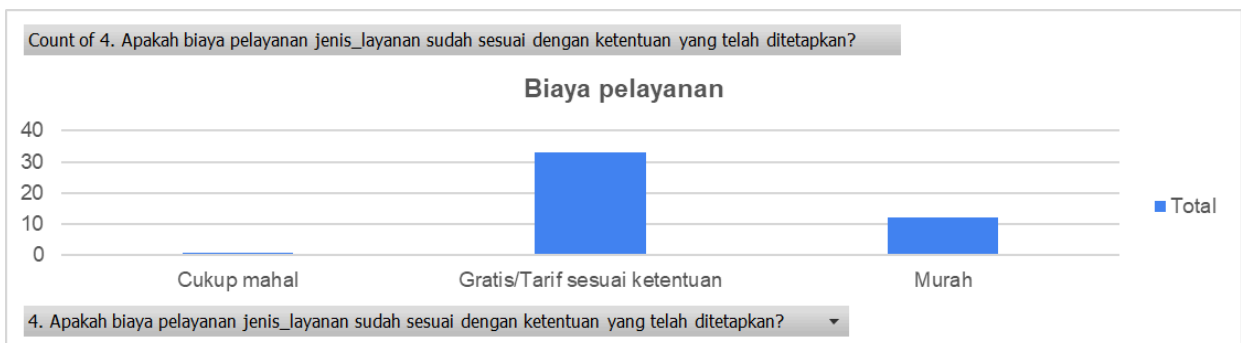 Count of 4. Apakah biaya pelayanan jenis_layanan sudah sesuai dengan ketentuan yang telah ditetapkan?
Biaya pelayanan
40
30
20
10
0
Total
Cukup mahal
Gratis/Tarif sesuai ketentuan
Murah
4. Apakah biaya pelayanan jenis_layanan sudah sesuai dengan ketentuan yang telah ditetapkan?